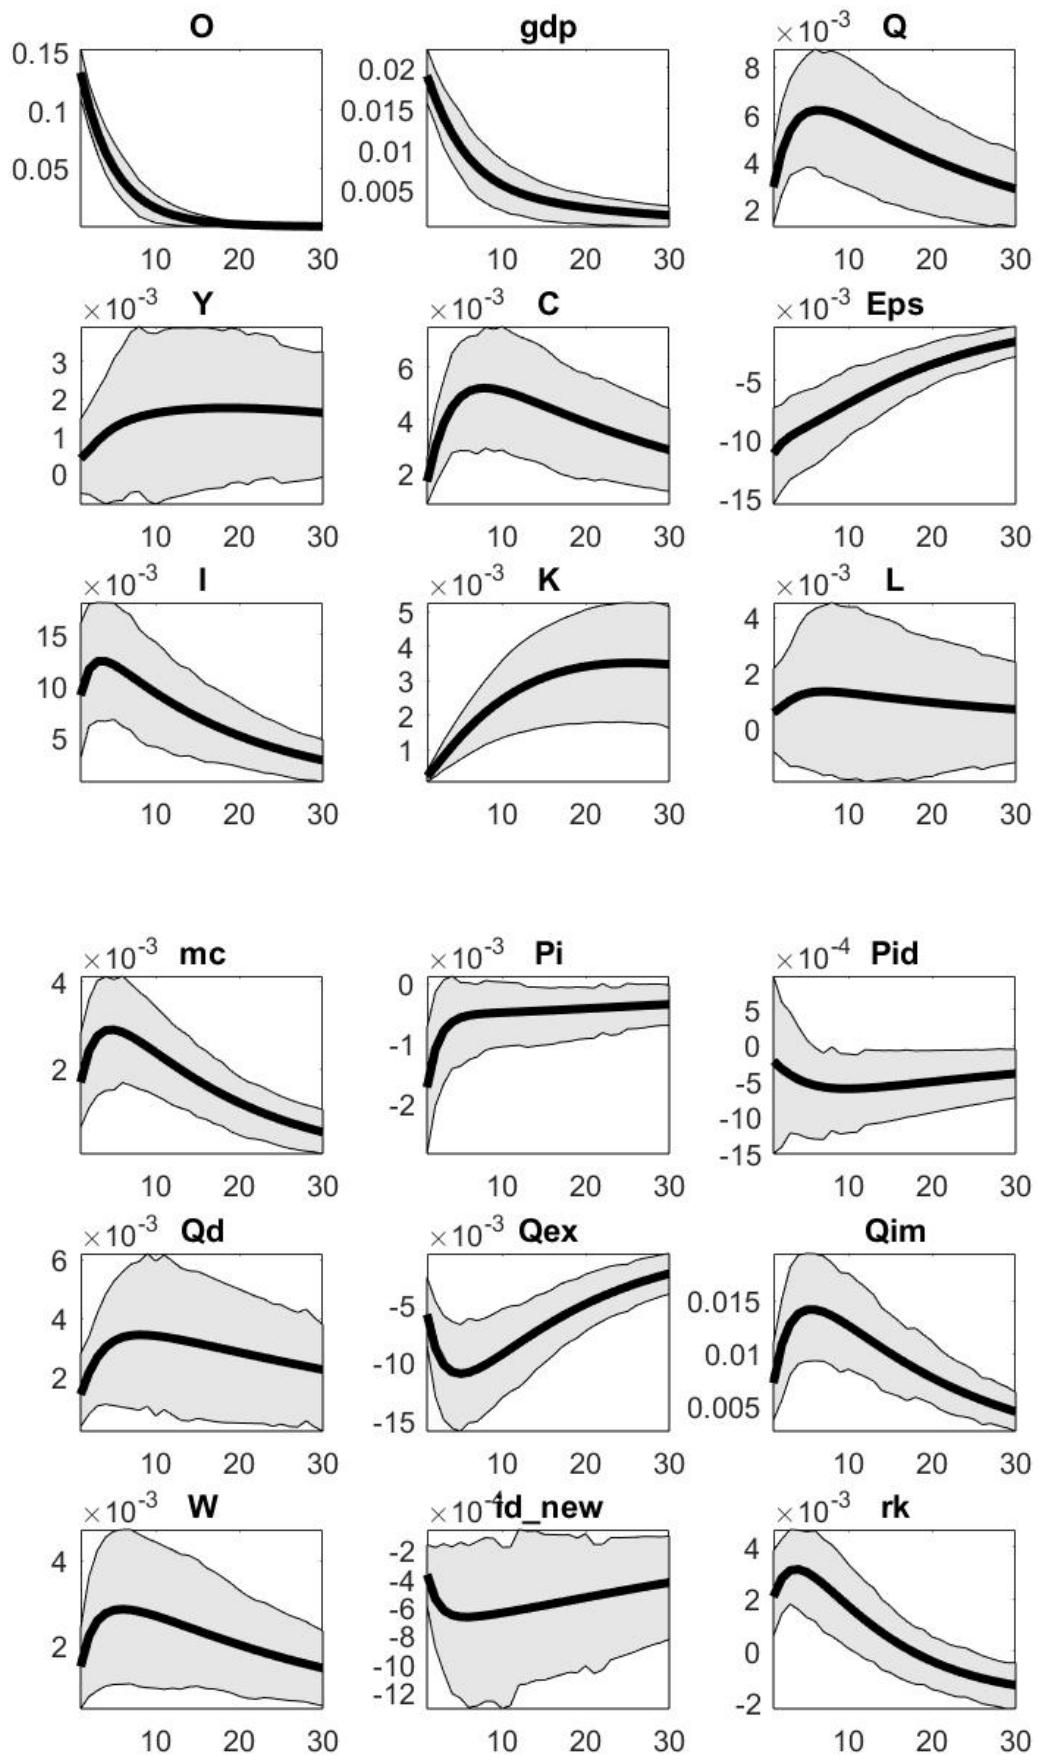 O gdp ×10⁻³ Q
0.15 0.02 8
0.1 0.015 6
0.05 0.01 4
0.005 2
10 20 30 10 20 30 10 20 30
×10⁻³ Y ×10⁻³ C ×10⁻³ Eps
3 6 -5
2 4 -10
1 2 -15
0
10 20 30 10 20 30 10 20 30
×10⁻³ I ×10⁻³ K ×10⁻³ L
15 5 4
10 4 2
5 3 0
2
1
10 20 30 10 20 30 10 20 30
×10⁻³ mc ×10⁻³ Pi ×10⁻⁴ Pid
4 0 5
2 -1 0
-2 -5
-10
-15
10 20 30 10 20 30 10 20 30
×10⁻³ Qd ×10⁻³ Qex Qim
6 -5 0.015
4 -10 0.01
2 -15 0.005
10 20 30 10 20 30 10 20 30
×10⁻³ W ×10 d_new ×10⁻³ rk
4 -2 4
2 -4 2
-6 0
-8 -2
-10
-12
10 20 30 10 20 30 10 20 30